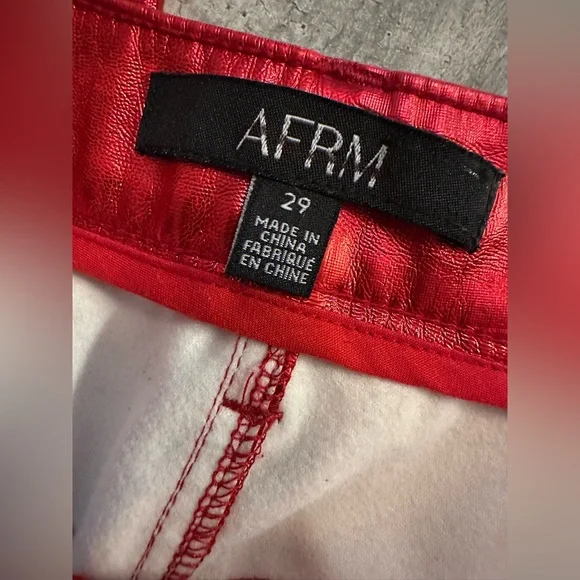 AFRM
29
MADE IN
CHINA
FABRIQUÉ
EN CHINE